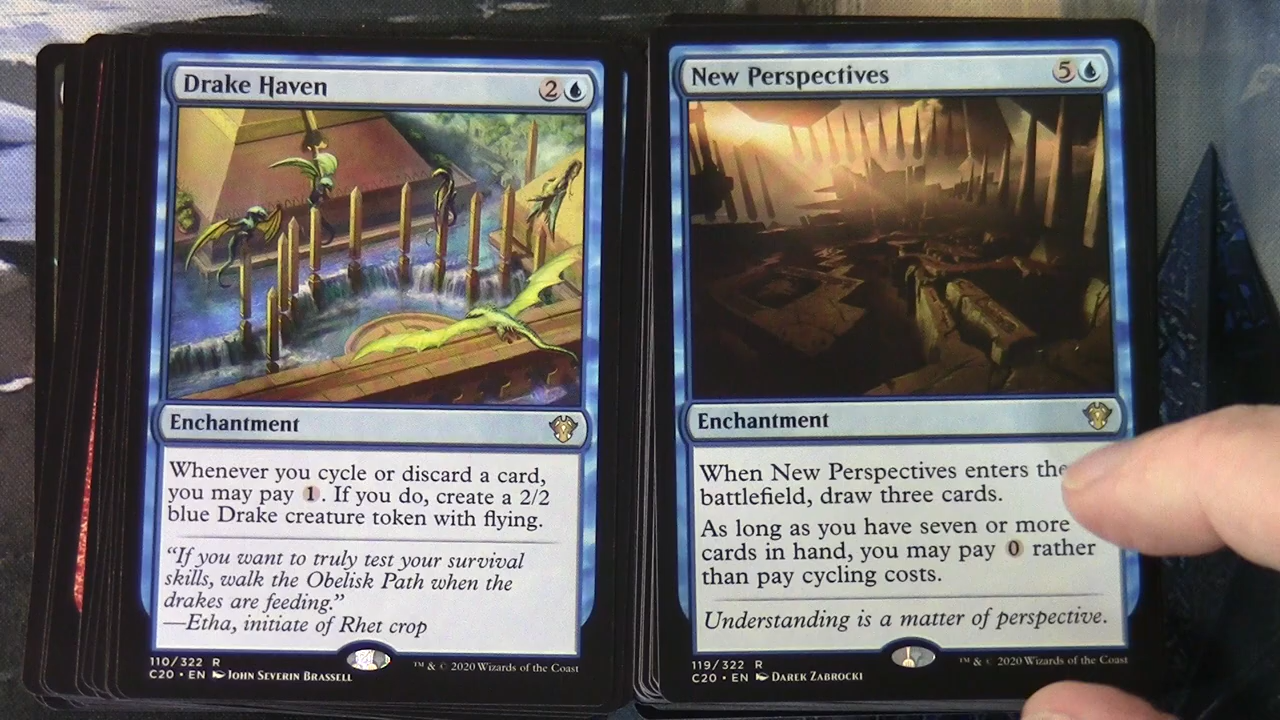 Drake Haven 2
Enchantment
Whenever you cycle or discard a card,
you may pay 1. If you do, create a 2/2
blue Drake creature token with flying.
“If you want to truly test your survival
skills, walk the Obelisk Path when the
drakes are feeding.”
—Etha, initiate of Rhet crop
110/322 R
C20 • EN John Severin Brassell
™ & © 2020 Wizards of the Coast
New Perspectives 5
Enchantment
When New Perspectives enters the
battlefield, draw three cards.
As long as you have seven or more
cards in hand, you may pay 0 rather
than pay cycling costs.
Understanding is a matter of perspective.
119/322 R
C20 • EN Darek Zabrocki
™ & © 2020 Wizards of the Coast